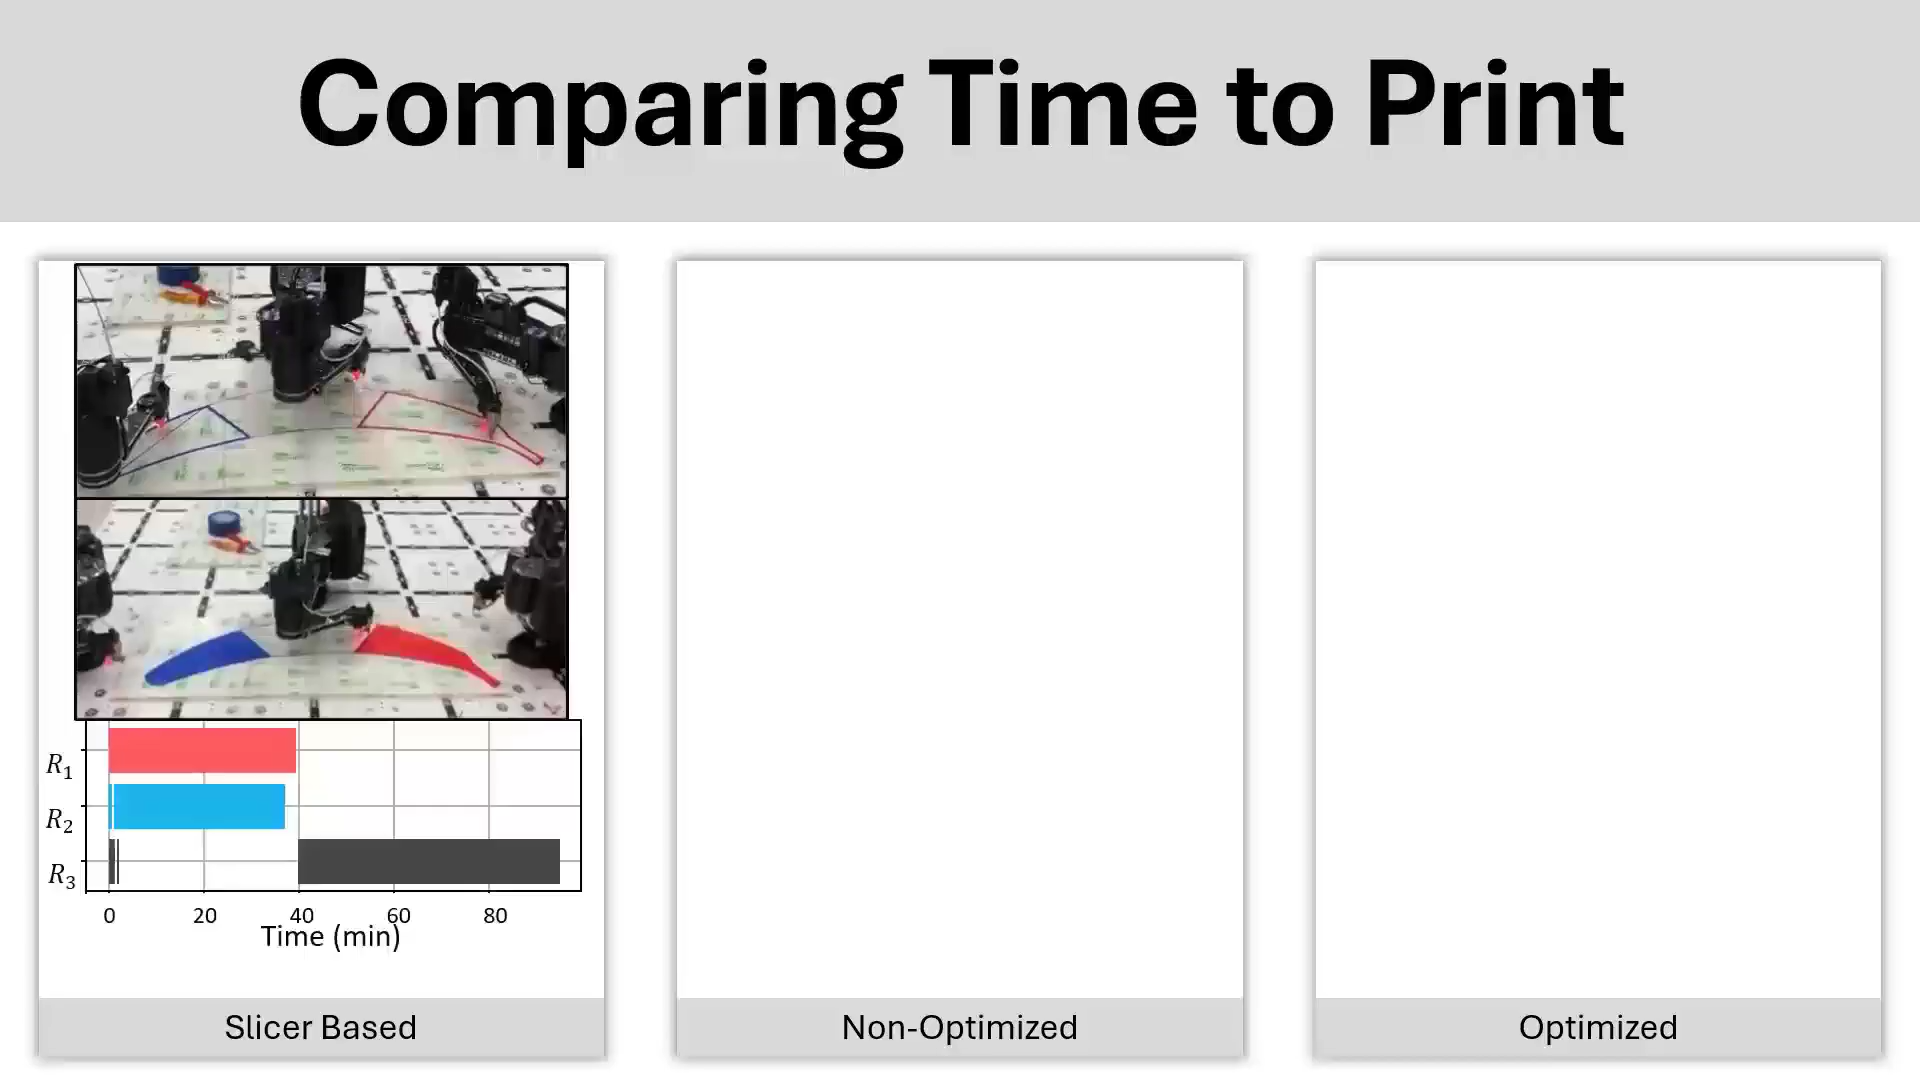 Comparing Time to Print
R1
R2
R3
0 20 40 60 80
Time (min)
Slicer Based
Non-Optimized
Optimized